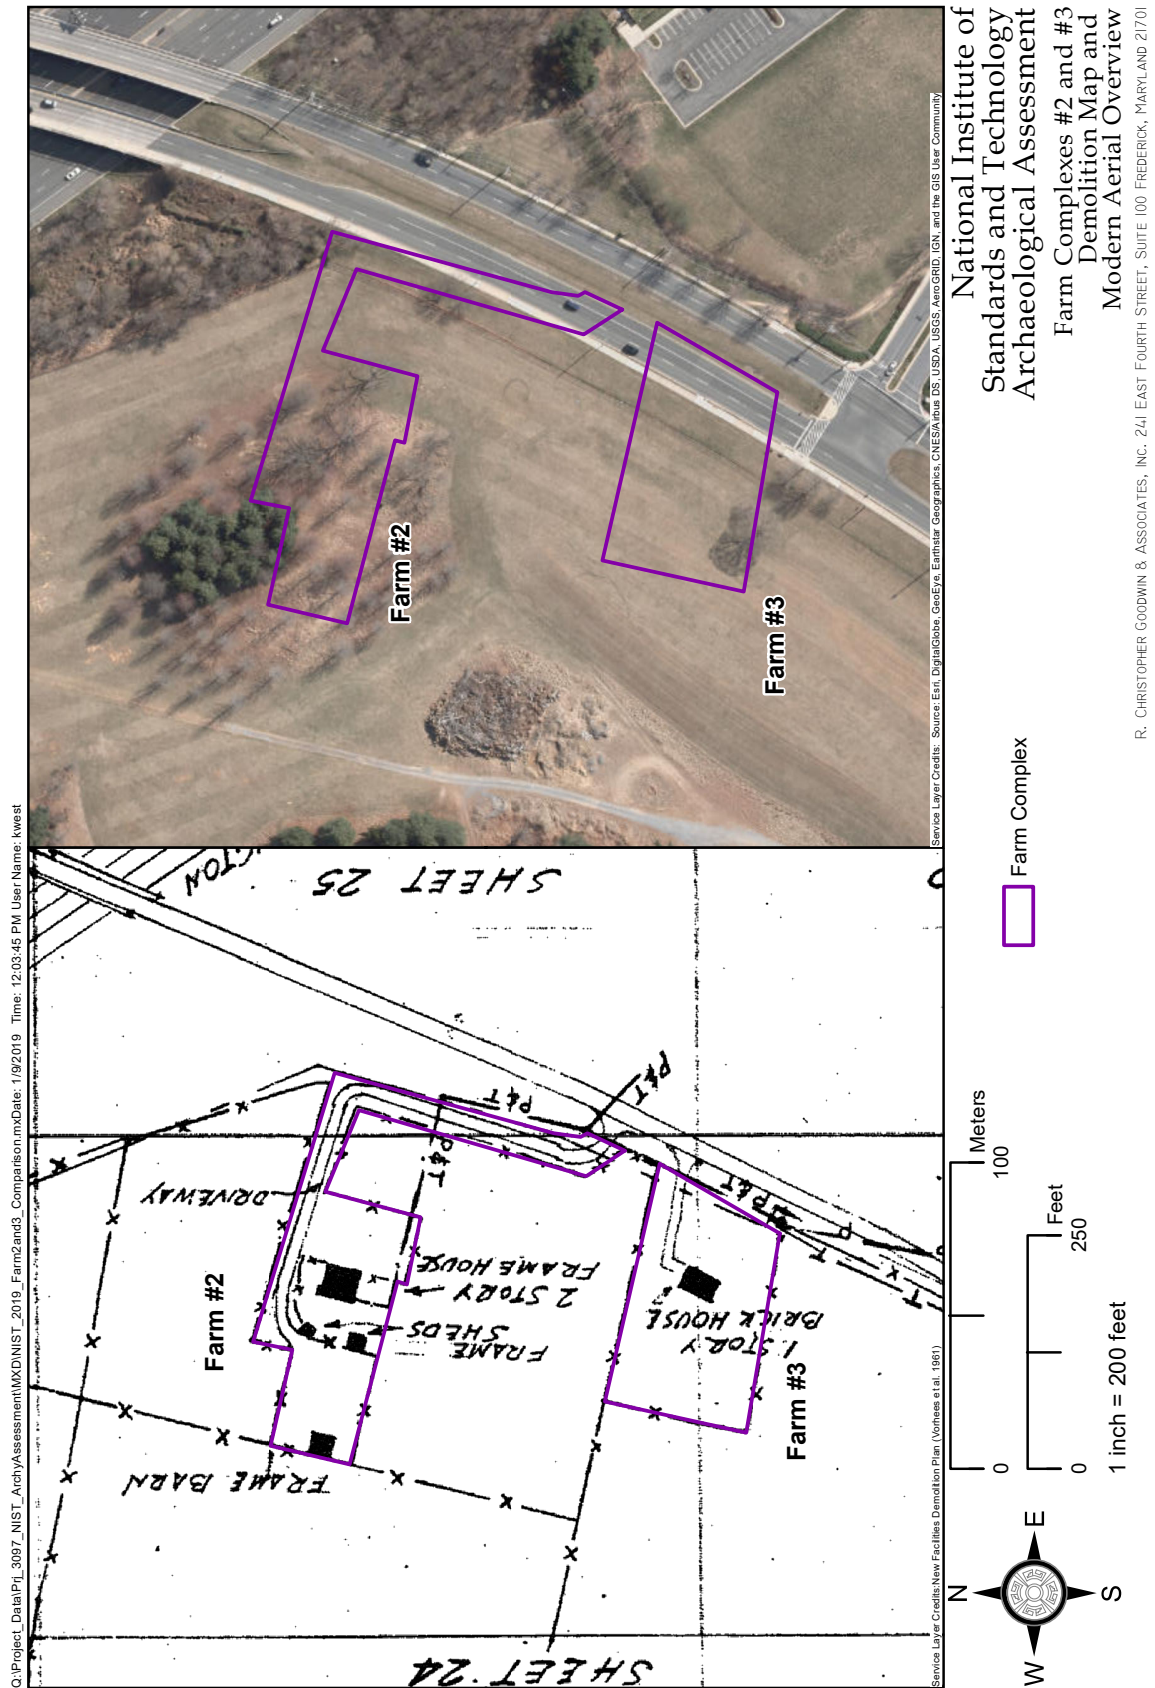 Q:\Project_Data\Prj_3097_NIST_ArchyAssessment\MXD\NIST_2019_Farm2and3_Comparison.mxDate: 1/9/2019 Time: 12:03:45 PM User Name: kwest
SHEET 24
SHEET 25
DRIVEWAY
Farm #2
2 STORY
FRAME HOUSE
FRAME
SHEDS
FRAME BARN
P&T
P&T
P&T
P&T
1 STORY
BRICK HOUSE
Farm #3
Service Layer Credits:New Facilities Demolition Plan (Vorhees et al. 1961)
Farm #2
Farm #3
Service Layer Credits: Source: Esri, DigitalGlobe, GeoEye, Earthstar Geographics, CNES/Airbus DS, USDA, USGS, AeroGRID, IGN, and the GIS User Community
N
W
E
S
0
100
Meters
0
250
Feet
1 inch = 200 feet
Farm Complex
National Institute of
Standards and Technology
Archaeological Assessment
Farm Complexes #2 and #3
Demolition Map and
Modern Aerial Overview
R. CHRISTOPHER GOODWIN & ASSOCIATES, INC. 241 EAST FOURTH STREET, SUITE 100 FREDERICK, MARYLAND 21701